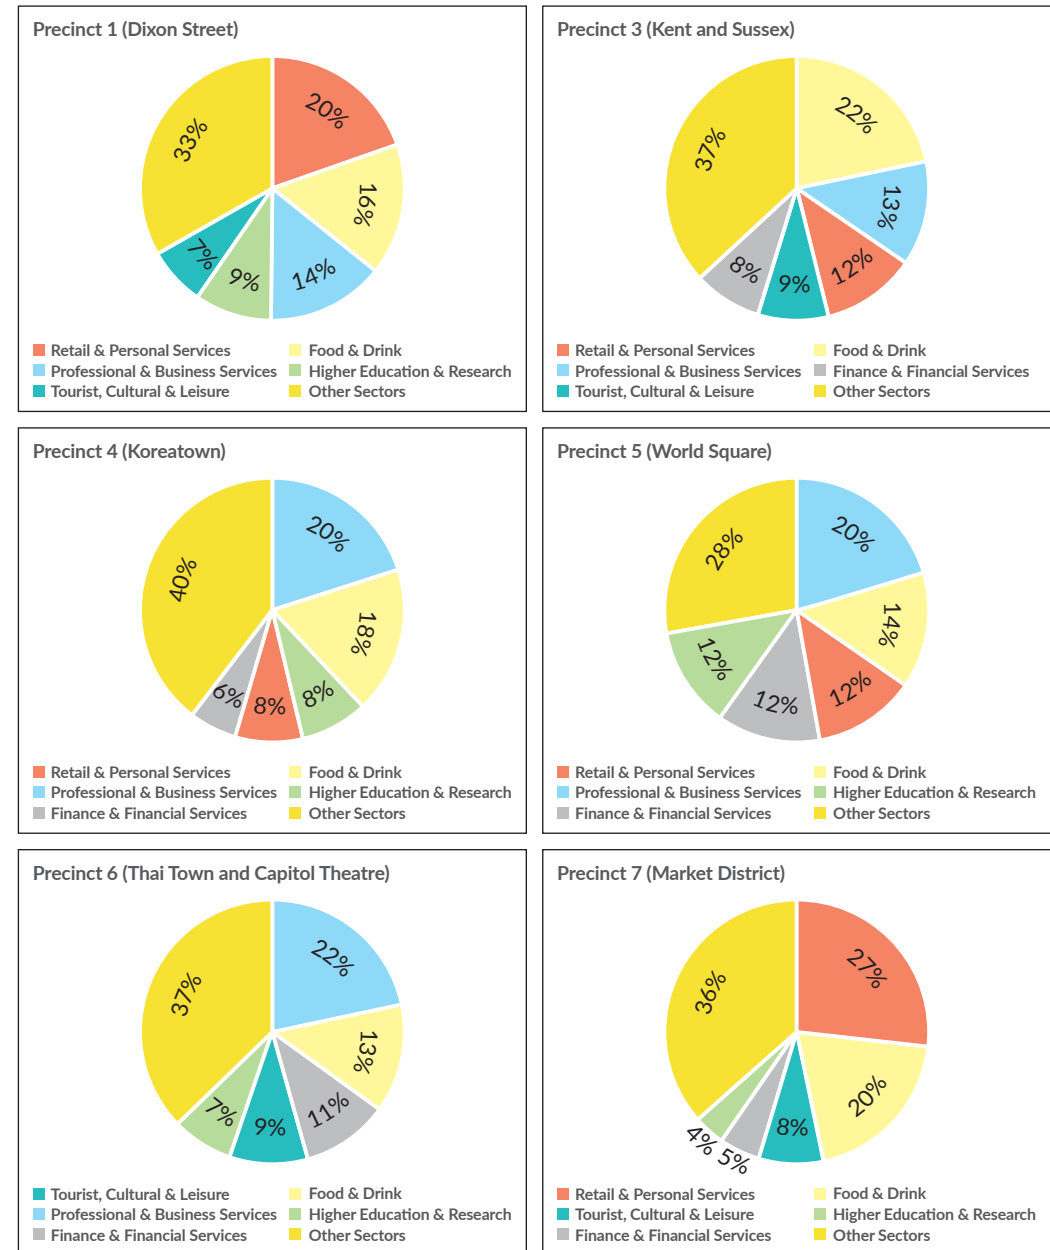 Precinct 1 (Dixon Street)
20%
16%
14%
9%
7%
33%
Retail & Personal Services
Food & Drink
Professional & Business Services
Higher Education & Research
Tourist, Cultural & Leisure
Other Sectors
Precinct 3 (Kent and Sussex)
22%
13%
12%
9%
8%
37%
Retail & Personal Services
Food & Drink
Professional & Business Services
Finance & Financial Services
Tourist, Cultural & Leisure
Other Sectors
Precinct 4 (Koreatown)
20%
18%
8%
8%
6%
40%
Retail & Personal Services
Food & Drink
Professional & Business Services
Higher Education & Research
Finance & Financial Services
Other Sectors
Precinct 5 (World Square)
20%
14%
12%
12%
12%
28%
Retail & Personal Services
Food & Drink
Professional & Business Services
Higher Education & Research
Finance & Financial Services
Other Sectors
Precinct 6 (Thai Town and Capitol Theatre)
22%
13%
11%
9%
7%
37%
Tourist, Cultural & Leisure
Food & Drink
Professional & Business Services
Higher Education & Research
Finance & Financial Services
Other Sectors
Precinct 7 (Market District)
27%
20%
8%
5%
4%
36%
Retail & Personal Services
Food & Drink
Tourist, Cultural & Leisure
Higher Education & Research
Finance & Financial Services
Other Sectors